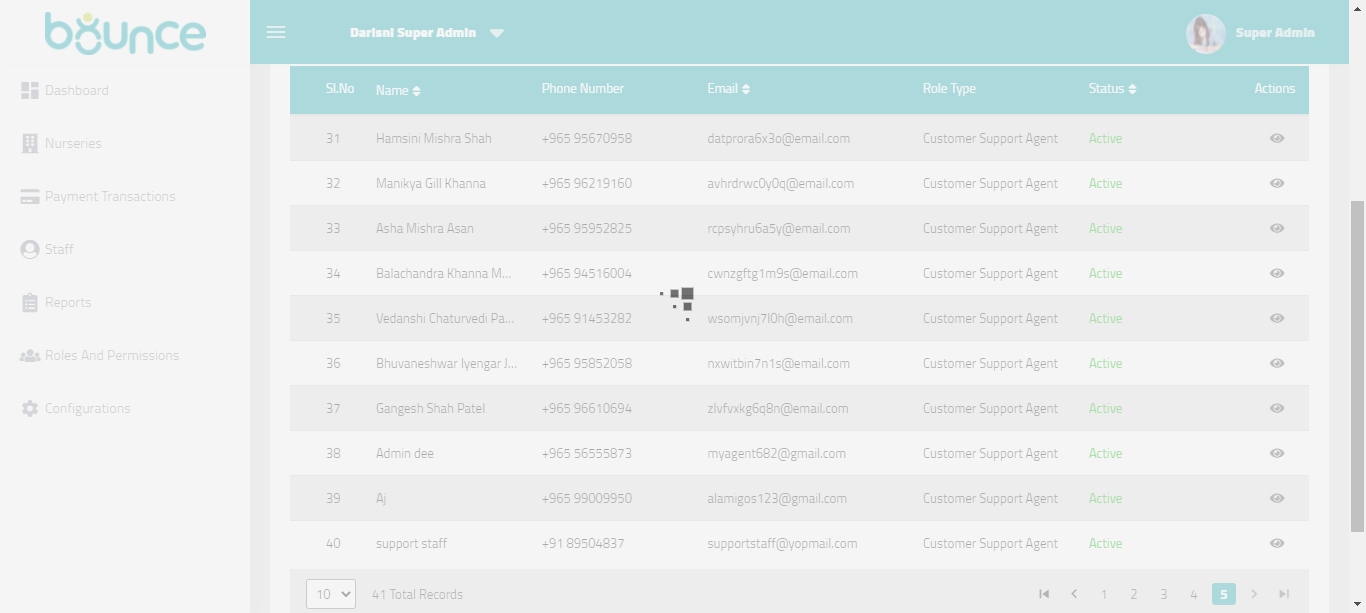 bounce
Darisni Super Admin
Super Admin
Dashboard
Nurseries
Payment Transactions
Staff
Reports
Roles And Permissions
Configurations
Sl.No Name Phone Number Email Role Type Status Actions
31 Hamsini Mishra Shah +965 95670958 datprora6x3o@email.com Customer Support Agent Active
32 Manikya Gill Khanna +965 96219160 avhrdrwc0y0q@email.com Customer Support Agent Active
33 Asha Mishra Asan +965 95952825 rcpsyhru6a5y@email.com Customer Support Agent Active
34 Balachandra Khanna M... +965 94516004 cwnzgftg1m9s@email.com Customer Support Agent Active
35 Vedanshi Chaturvedi Pa... +965 91453282 wsomjvnj7l0h@email.com Customer Support Agent Active
36 Bhuvaneshwar Iyengar J... +965 95852058 nxwitbin7n1s@email.com Customer Support Agent Active
37 Gangesh Shah Patel +965 96610694 zlvfvxkg6q8n@email.com Customer Support Agent Active
38 Admin dee +965 56555873 myagent682@gmail.com Customer Support Agent Active
39 Aj +965 99009950 alamigos123@gmail.com Customer Support Agent Active
40 support staff +91 89504837 supportstaff@yopmail.com Customer Support Agent Active
10 41 Total Records 1 2 3 4 5